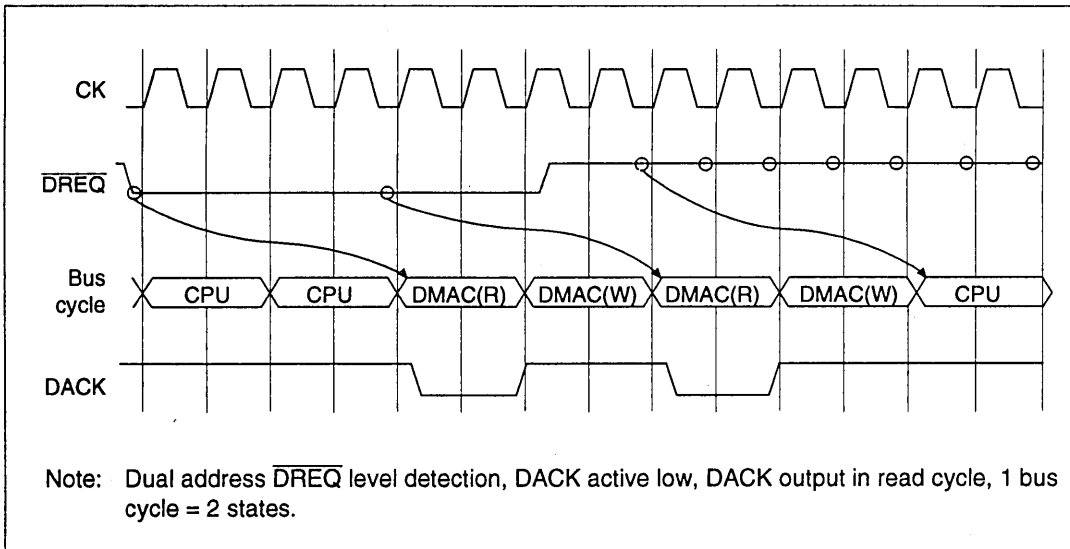 CK
DREQ
Bus
cycle
CPU CPU DMAC(R) DMAC(W) DMAC(R) DMAC(W) CPU
DACK
Note: Dual address DREQ level detection, DACK active low, DACK output in read cycle, 1 bus
cycle = 2 states.